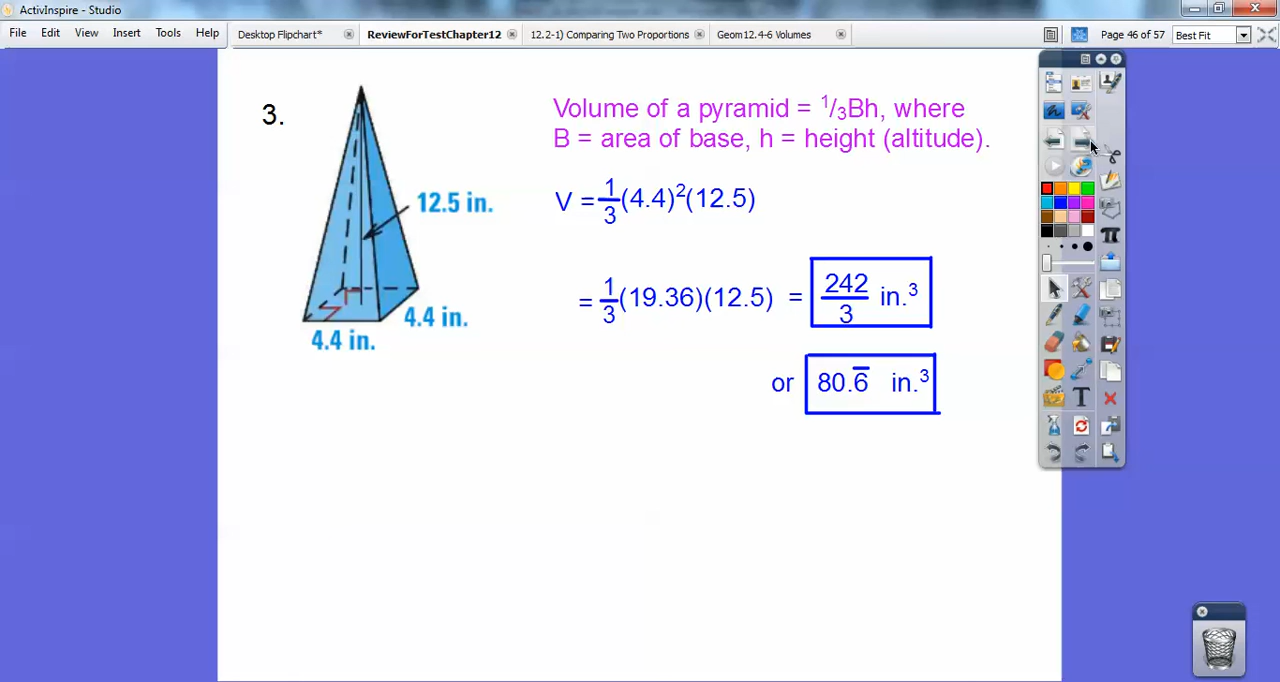 ActivInspire - Studio
File Edit View Insert Tools Help
Desktop Flipchart* ReviewForTestChapter12 12.2-1) Comparing Two Proportions Geom12.4-6 Volumes
Page 46 of 57 Best Fit
3.
12.5 in.
4.4 in.
4.4 in.
Volume of a pyramid = ¹/₃Bh, where
B = area of base, h = height (altitude).
V = 1/3(4.4)²(12.5)
= 1/3(19.36)(12.5) = 242/3 in.³
or 80.6̅ in.³